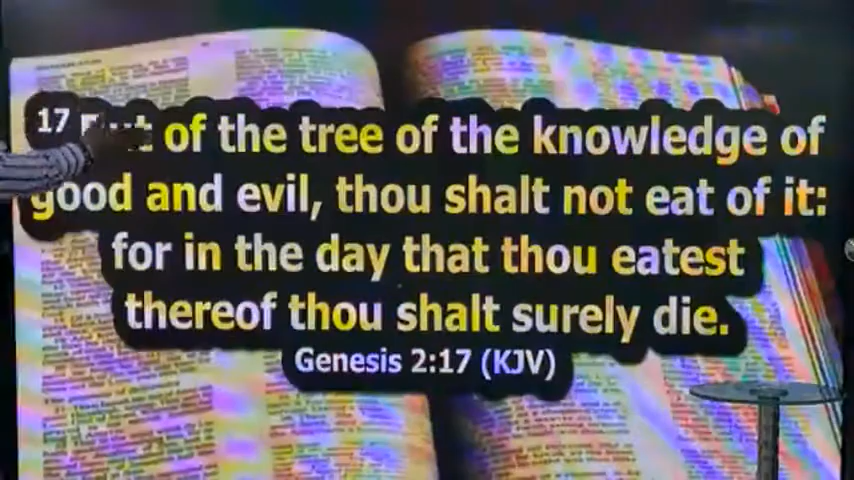 17 But of the tree of the knowledge of
good and evil, thou shalt not eat of it:
for in the day that thou eatest
thereof thou shalt surely die.
Genesis 2:17 (KJV)